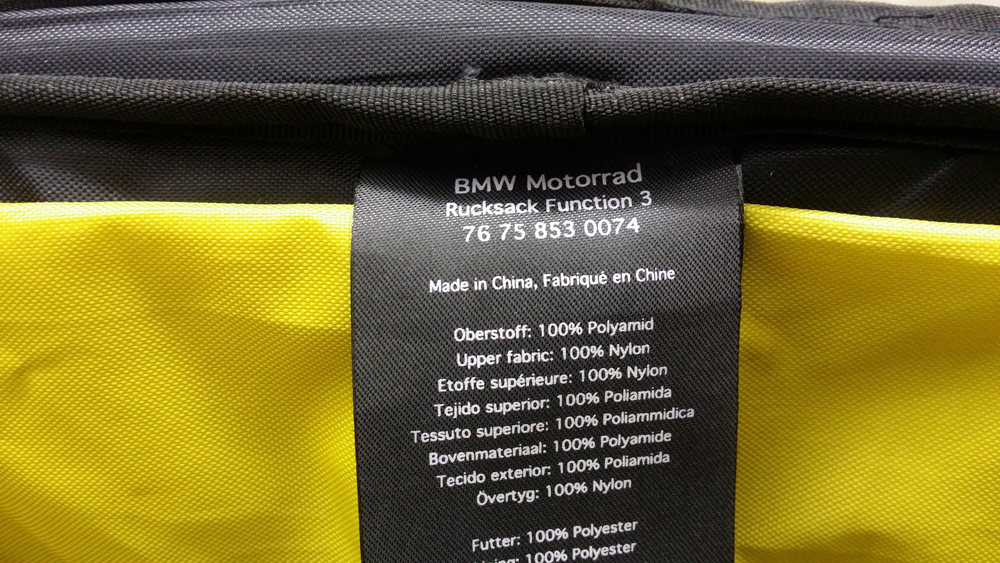 BMW Motorrad
Rucksack Function 3
76 75 853 0074
Made in China, Fabriqué en Chine
Oberstoff: 100% Polyamid
Upper fabric: 100% Nylon
Etoffe supérieure: 100% Nylon
Tejido superior: 100% Poliamida
Tessuto superiore: 100% Poliammidica
Bovenmateriaal: 100% Polyamide
Tecido exterior: 100% Poliamida
Övertyg: 100% Nylon
Futter: 100% Polyester
100% Polyester